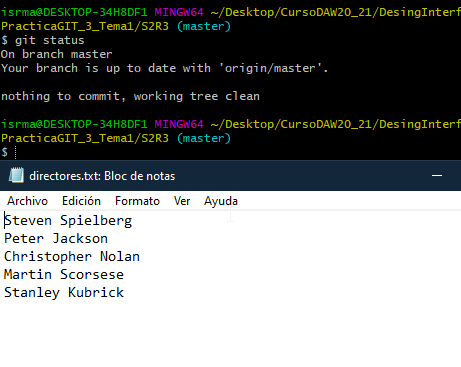 isrma@DESKTOP-34H8DF1 MINGW64 ~/Desktop/CursoDAW20_21/DesingInterf
PracticaGIT_3_Tema1/S2R3 (master)
$ git status
On branch master
Your branch is up to date with 'origin/master'.
nothing to commit, working tree clean
isrma@DESKTOP-34H8DF1 MINGW64 ~/Desktop/CursoDAW20_21/DesingInterf
PracticaGIT_3_Tema1/S2R3 (master)
$
directores.txt: Bloc de notas
Archivo Edición Formato Ver Ayuda
Steven Spielberg
Peter Jackson
Christopher Nolan
Martin Scorsese
Stanley Kubrick